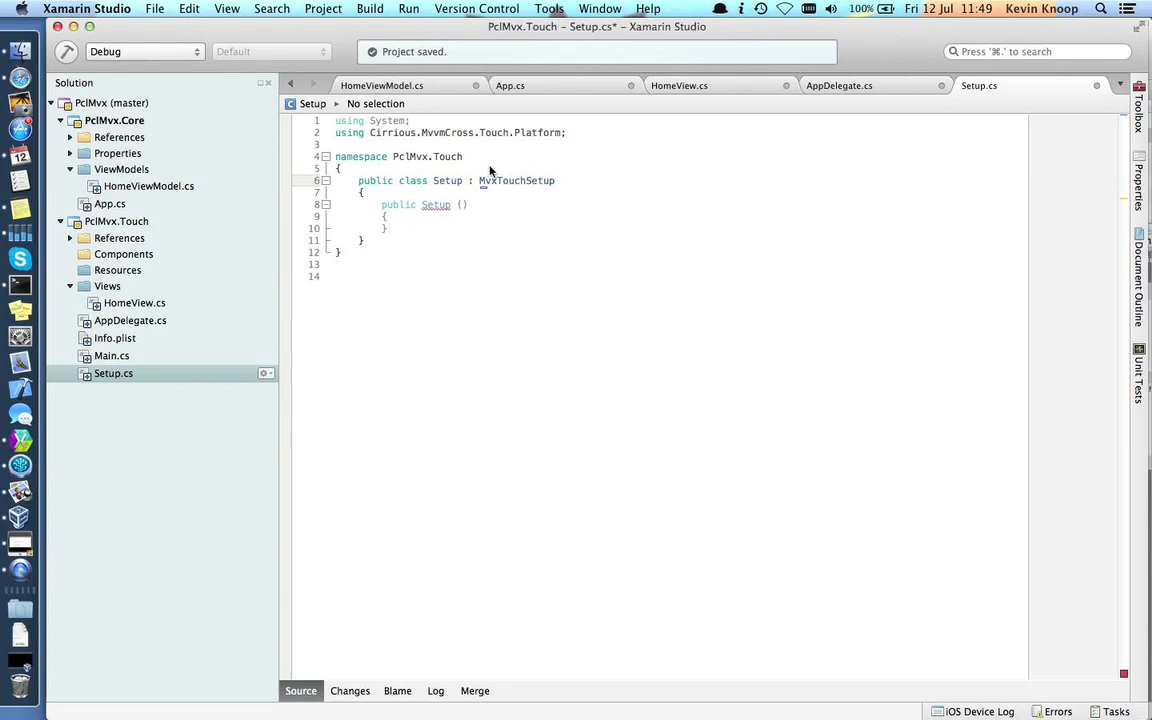 Xamarin Studio File Edit View Search Project Build Run Version Control Tools Window Help 100% Fri 12 Jul 11:49 Kevin Knoop
PclMvx.Touch – Setup.cs* – Xamarin Studio
Debug Default Project saved. Press '⌘.' to search
Solution
HomeViewModel.cs App.cs HomeView.cs AppDelegate.cs Setup.cs
Setup ▸ No selection
PclMvx (master)
PclMvx.Core
References
Properties
ViewModels
HomeViewModel.cs
App.cs
PclMvx.Touch
References
Components
Resources
Views
HomeView.cs
AppDelegate.cs
Info.plist
Main.cs
Setup.cs
1 using System;
2 using Cirrious.MvvmCross.Touch.Platform;
3
4 namespace PclMvx.Touch
5 {
6 public class Setup : MvxTouchSetup
7 {
8 public Setup ()
9 {
10 }
11 }
12 }
13
14
Toolbox
Properties
Document Outline
Unit Tests
Source Changes Blame Log Merge
iOS Device Log Errors Tasks
12